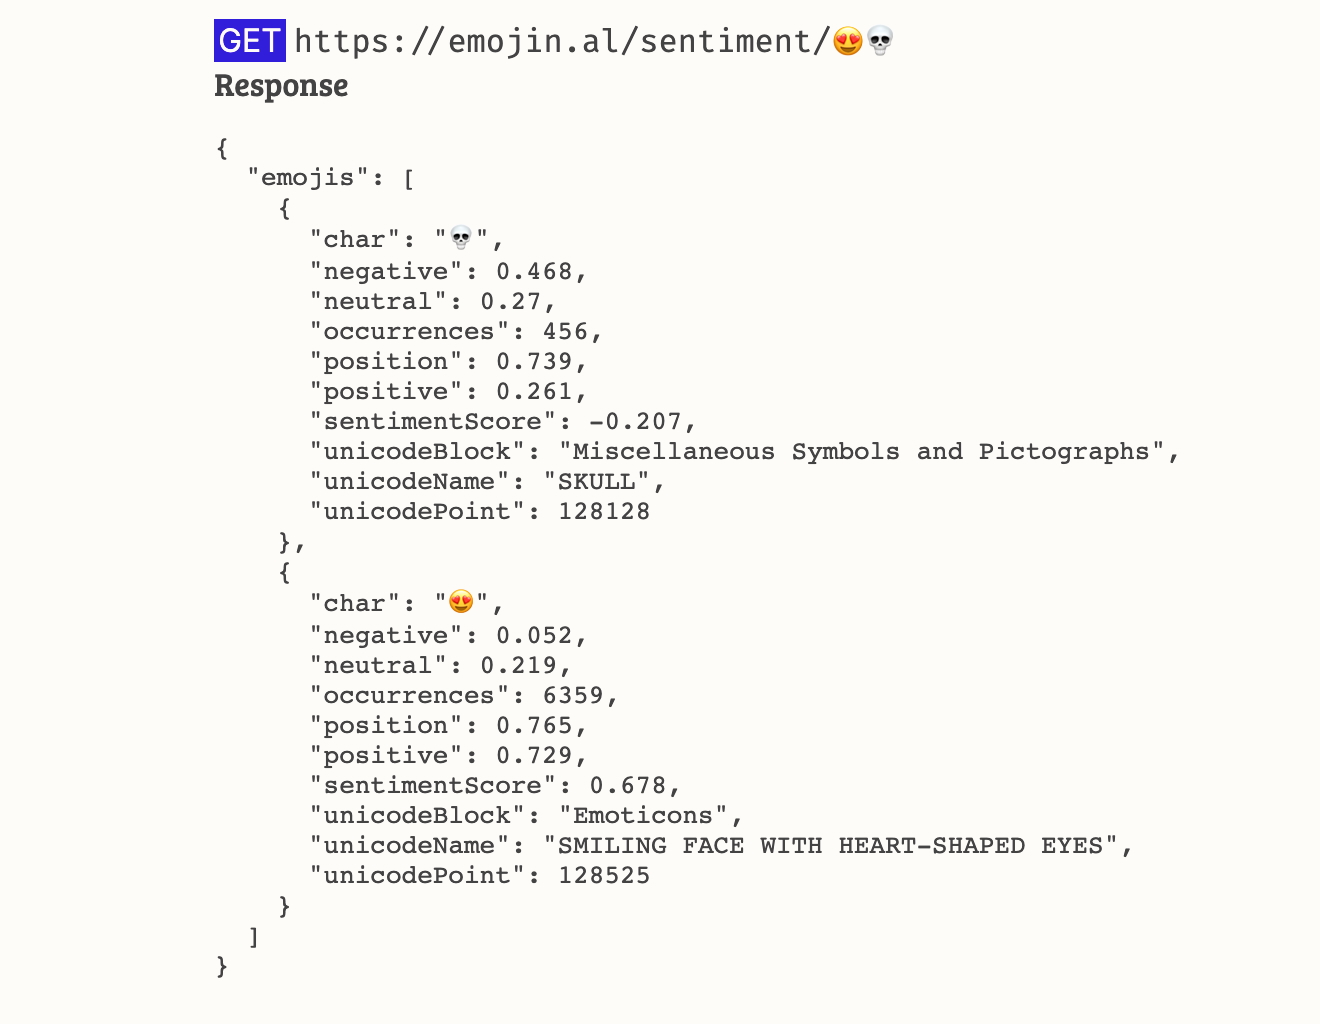 GET https://emojin.al/sentiment/😍💀
Response
{
  "emojis": [
    {
      "char": "💀",
      "negative": 0.468,
      "neutral": 0.27,
      "occurrences": 456,
      "position": 0.739,
      "positive": 0.261,
      "sentimentScore": -0.207,
      "unicodeBlock": "Miscellaneous Symbols and Pictographs",
      "unicodeName": "SKULL",
      "unicodePoint": 128128
    },
    {
      "char": "😍",
      "negative": 0.052,
      "neutral": 0.219,
      "occurrences": 6359,
      "position": 0.765,
      "positive": 0.729,
      "sentimentScore": 0.678,
      "unicodeBlock": "Emoticons",
      "unicodeName": "SMILING FACE WITH HEART-SHAPED EYES",
      "unicodePoint": 128525
    }
  ]
}